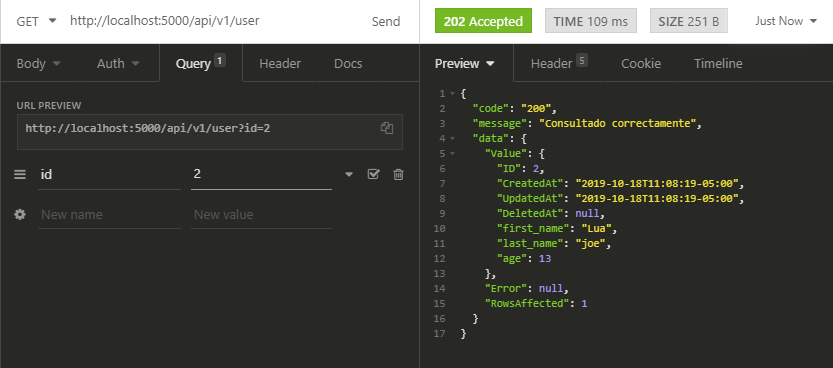 GET http://localhost:5000/api/v1/user Send 202 Accepted TIME 109 ms SIZE 251 B Just Now
Body Auth Query 1 Header Docs
URL PREVIEW
http://localhost:5000/api/v1/user?id=2
id 2
New name New value
Preview Header 5 Cookie Timeline
1 {
2 "code": "200",
3 "message": "Consultado correctamente",
4 "data": {
5 "Value": {
6 "ID": 2,
7 "CreatedAt": "2019-10-18T11:08:19-05:00",
8 "UpdatedAt": "2019-10-18T11:08:19-05:00",
9 "DeletedAt": null,
10 "first_name": "Lua",
11 "last_name": "joe",
12 "age": 13
13 },
14 "Error": null,
15 "RowsAffected": 1
16 }
17 }